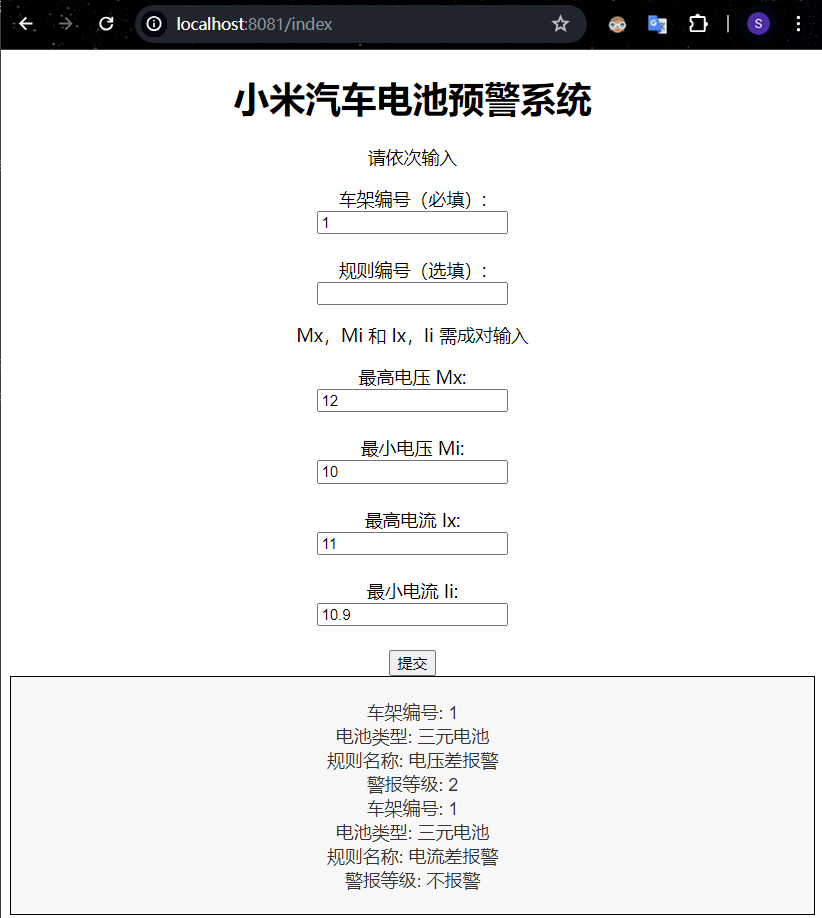 localhost:8081/index
S
小米汽车电池预警系统
请依次输入
车架编号（必填）:
1
规则编号（选填）:
Mx，Mi 和 Ix，Ii 需成对输入
最高电压 Mx:
12
最小电压 Mi:
10
最高电流 Ix:
11
最小电流 Ii:
10.9
提交
车架编号: 1
电池类型: 三元电池
规则名称: 电压差报警
警报等级: 2
车架编号: 1
电池类型: 三元电池
规则名称: 电流差报警
警报等级: 不报警